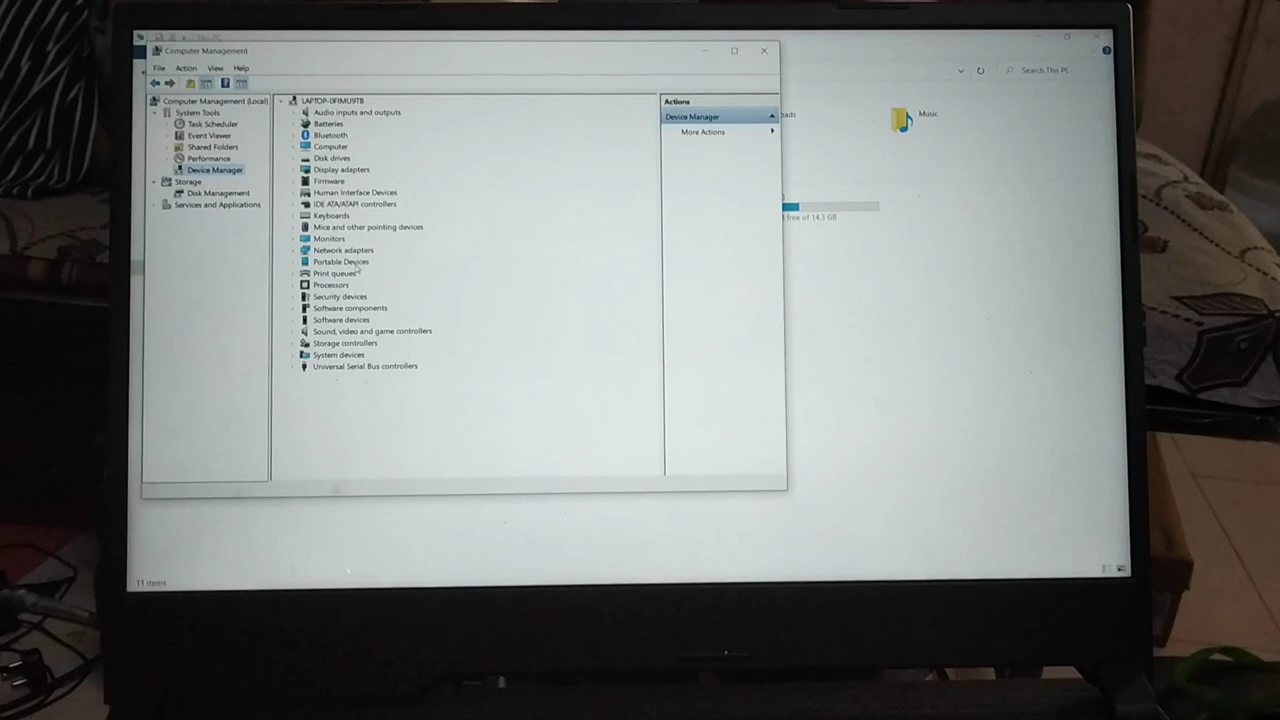 This PC
Computer Management
File Action View Help
Search This PC
Computer Management (Local)
System Tools
Task Scheduler
Event Viewer
Shared Folders
Performance
Device Manager
Storage
Disk Management
Services and Applications
LAPTOP-0FIMU9TB
Audio inputs and outputs
Batteries
Bluetooth
Computer
Disk drives
Display adapters
Firmware
Human Interface Devices
IDE ATA/ATAPI controllers
Keyboards
Mice and other pointing devices
Monitors
Network adapters
Portable Devices
Print queues
Processors
Security devices
Software components
Software devices
Sound, video and game controllers
Storage controllers
System devices
Universal Serial Bus controllers
Actions
Device Manager
More Actions
oads
Music
free of 14.3 GB
11 items